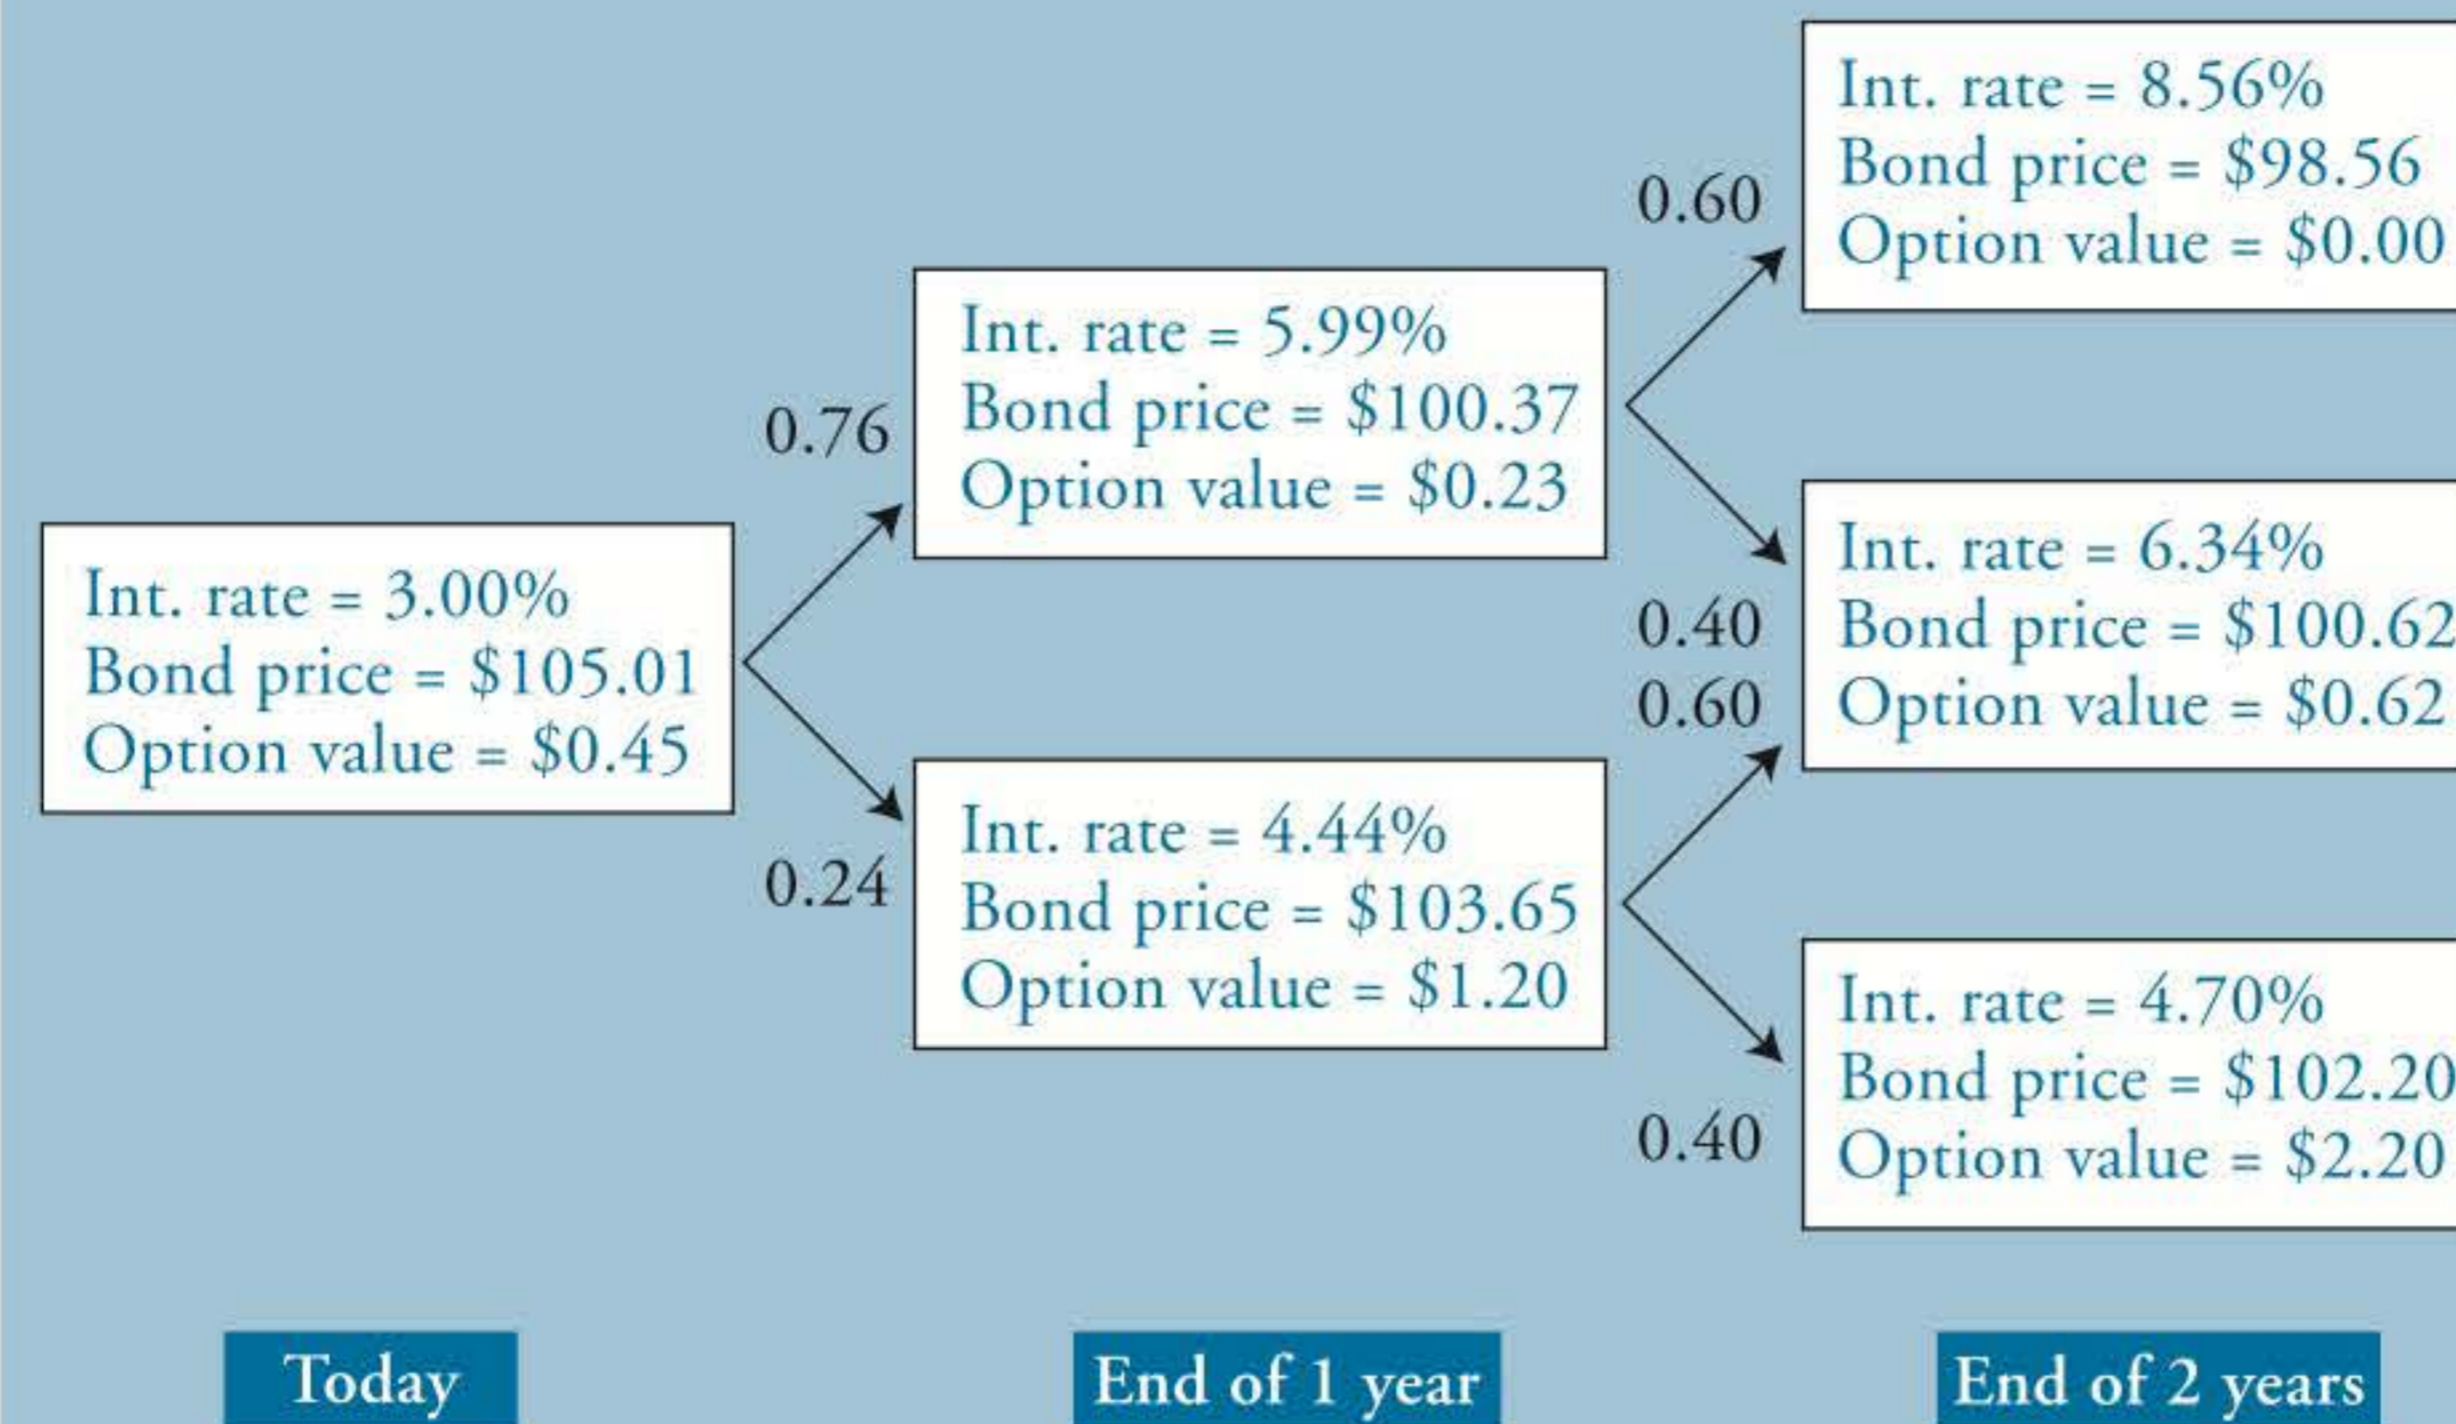 Int. rate = 3.00%
Bond price = $105.01
Option value = $0.45
0.76
0.24
Int. rate = 5.99%
Bond price = $100.37
Option value = $0.23
Int. rate = 4.44%
Bond price = $103.65
Option value = $1.20
0.60
0.40
0.60
0.40
Int. rate = 8.56%
Bond price = $98.56
Option value = $0.00
Int. rate = 6.34%
Bond price = $100.62
Option value = $0.62
Int. rate = 4.70%
Bond price = $102.20
Option value = $2.20
Today
End of 1 year
End of 2 years